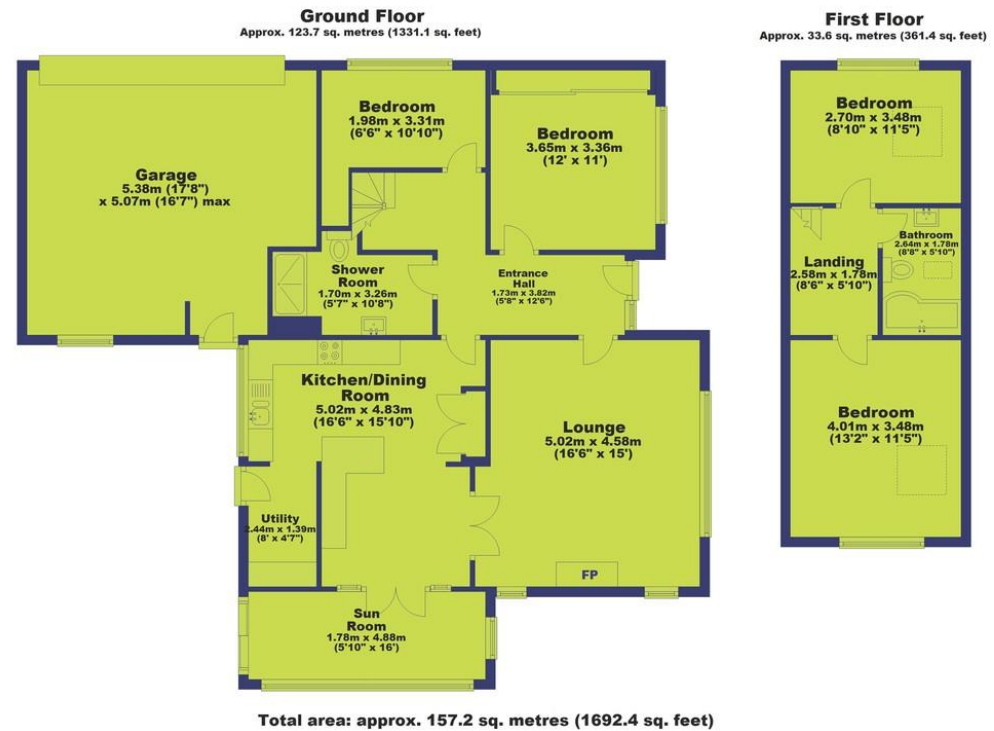 Ground Floor
Approx. 123.7 sq. metres (1331.1 sq. feet)
First Floor
Approx. 33.6 sq. metres (361.4 sq. feet)
Garage
5.38m (17'8")
x 5.07m (16'7") max
Bedroom
1.98m x 3.31m
(6'6" x 10'10")
Bedroom
3.65m x 3.36m
(12' x 11')
Shower
Room
1.70m x 3.26m
(5'7" x 10'8")
Entrance
Hall
1.73m x 3.82m
(5'8" x 12'6")
Kitchen/Dining
Room
5.02m x 4.83m
(16'6" x 15'10")
Lounge
5.02m x 4.58m
(16'6" x 15')
Utility
2.44m x 1.39m
(8' x 4'7")
FP
Sun
Room
1.78m x 4.88m
(5'10" x 16')
Bedroom
2.70m x 3.48m
(8'10" x 11'5")
Bathroom
2.64m x 1.78m
(8'8" x 5'10")
Landing
2.58m x 1.78m
(8'6" x 5'10")
Bedroom
4.01m x 3.48m
(13'2" x 11'5")
Total area: approx. 157.2 sq. metres (1692.4 sq. feet)